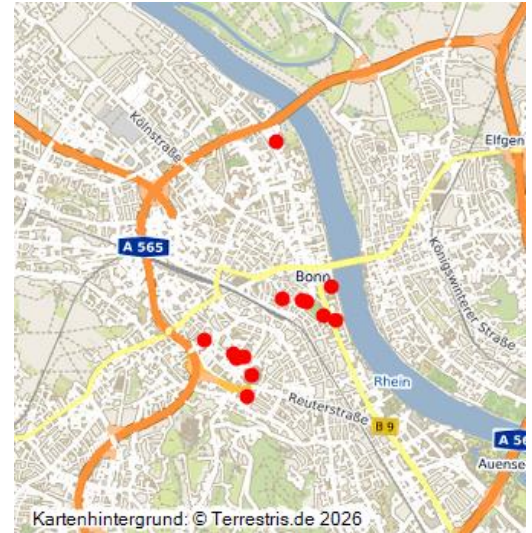 Kölnstraße
Elfgen
A 565
Königswinterer Straße
Bonn
Rhein
Reuterstraße
B 9
A 56
Auense
Kartenhintergrund: © Terrestris.de 2026